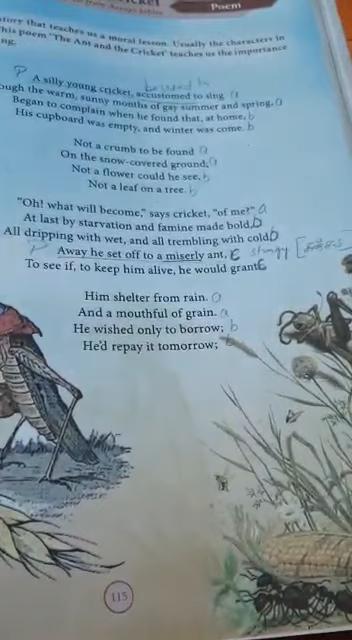 Poem
story that teaches us a moral lesson. Usually the characters in
This poem 'The Ant and the Cricket' teaches us the importance
P
A silly young cricket, accustomed to sing a
ough the warm, sunny months of gay summer and spring, a
Began to complain when he found that, at home, b
His cupboard was empty, and winter was come. b
Not a crumb to be found a
On the snow-covered ground; a
Not a flower could he see, b
Not a leaf on a tree. b
"Oh! what will become," says cricket, "of me?" a
At last by starvation and famine made bold, b
All dripping with wet, and all trembling with cold, b
P Away he set off to a miserly ant, c stingy
To see if, to keep him alive, he would grant c
Him shelter from rain. a
And a mouthful of grain. a
He wished only to borrow; b
He'd repay it tomorrow; b
115